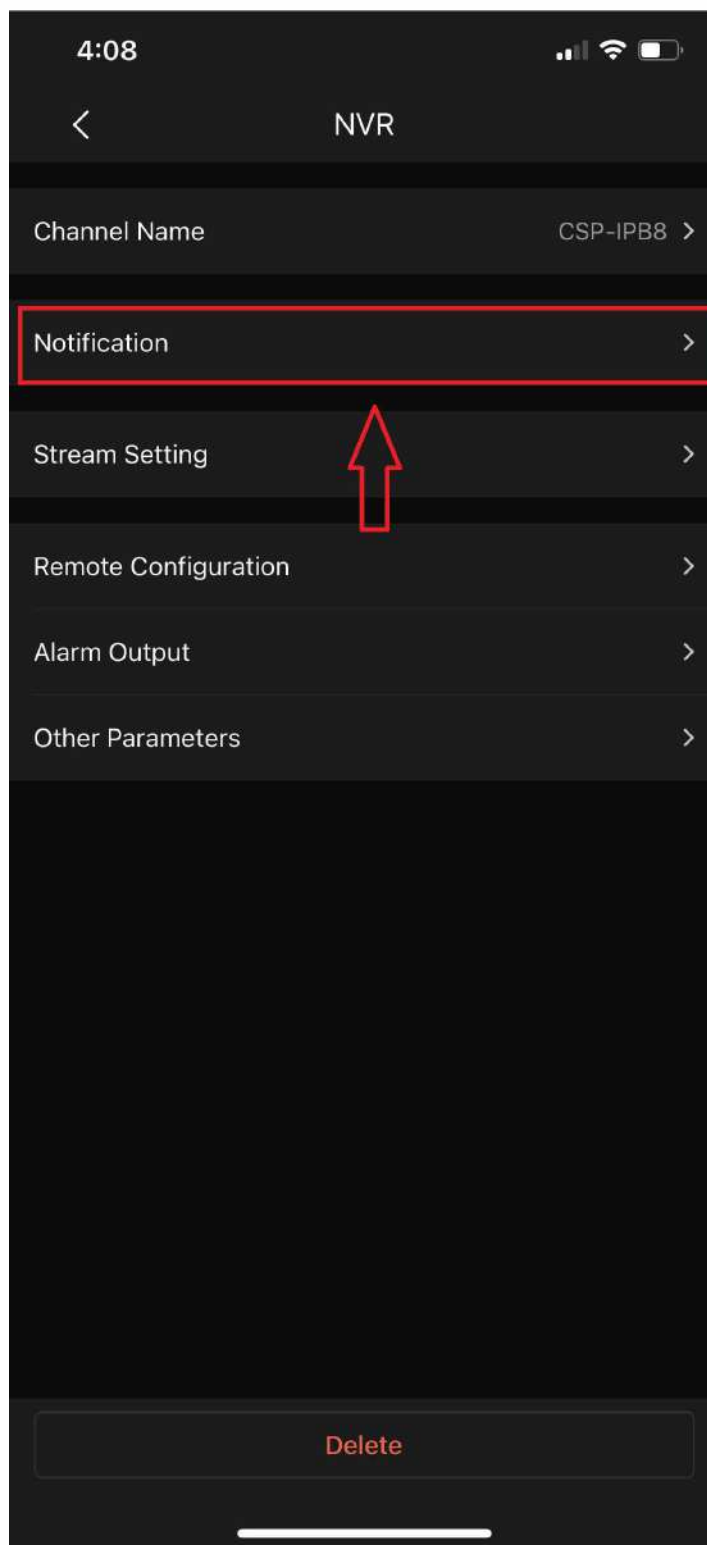 4:08
NVR
Channel Name CSP-IPB8
Notification
Stream Setting
Remote Configuration
Alarm Output
Other Parameters
Delete